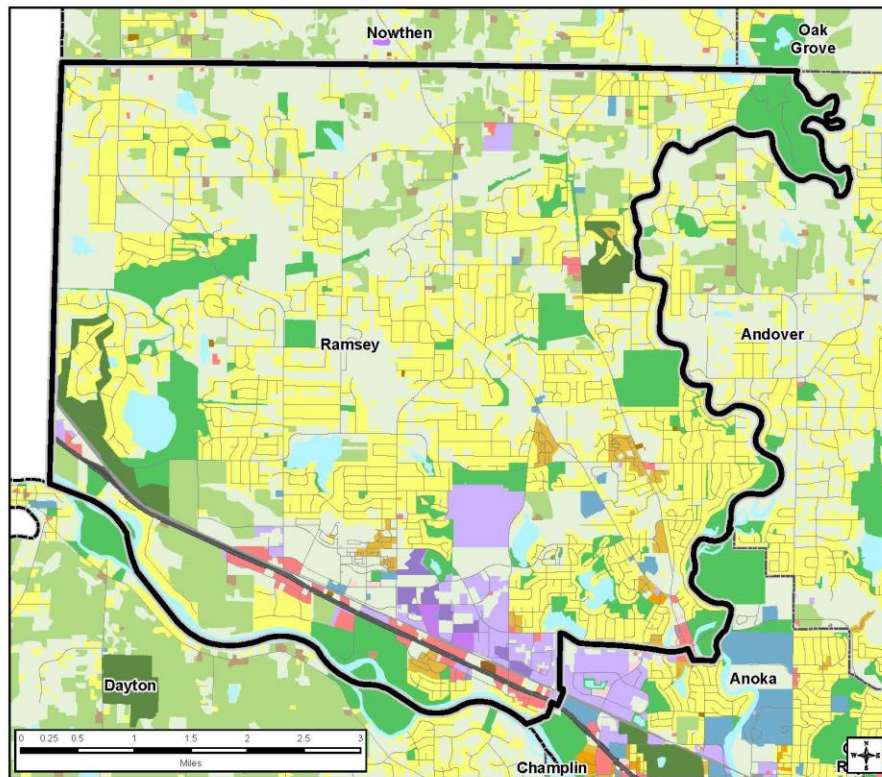 Nowthen
Oak
Grove
Ramsey
Andover
Dayton
Anoka
Champlin
0 0.25 0.5 1 1.5 2 2.5 3
Miles
N
W E
S